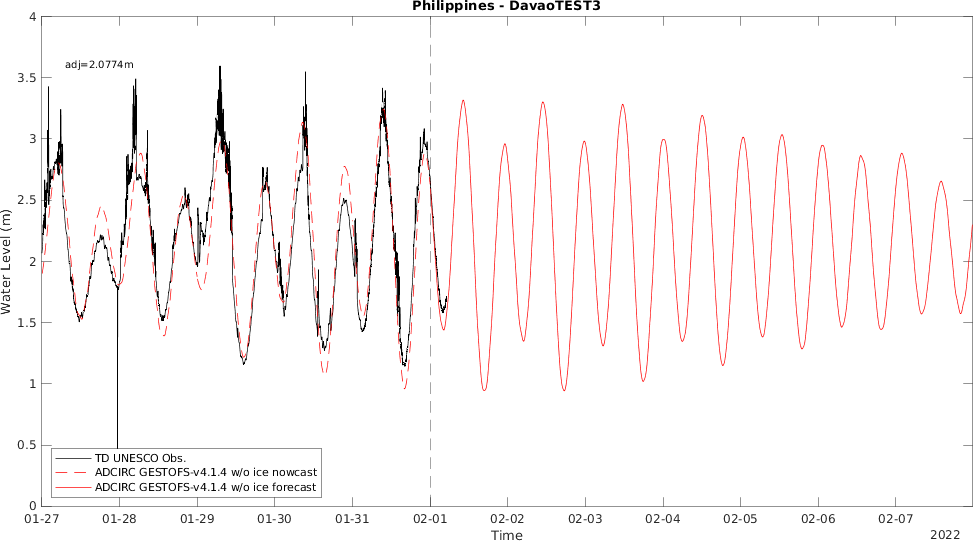 Philippines - DavaoTEST3
4
adj=2.0774m
3.5
3
2.5
2
1.5
1
0.5
0
Water Level (m)
TD UNESCO Obs.
ADCIRC GESTOFS-v4.1.4 w/o ice nowcast
ADCIRC GESTOFS-v4.1.4 w/o ice forecast
01-27 01-28 01-29 01-30 01-31 02-01 02-02 02-03 02-04 02-05 02-06 02-07
Time
2022